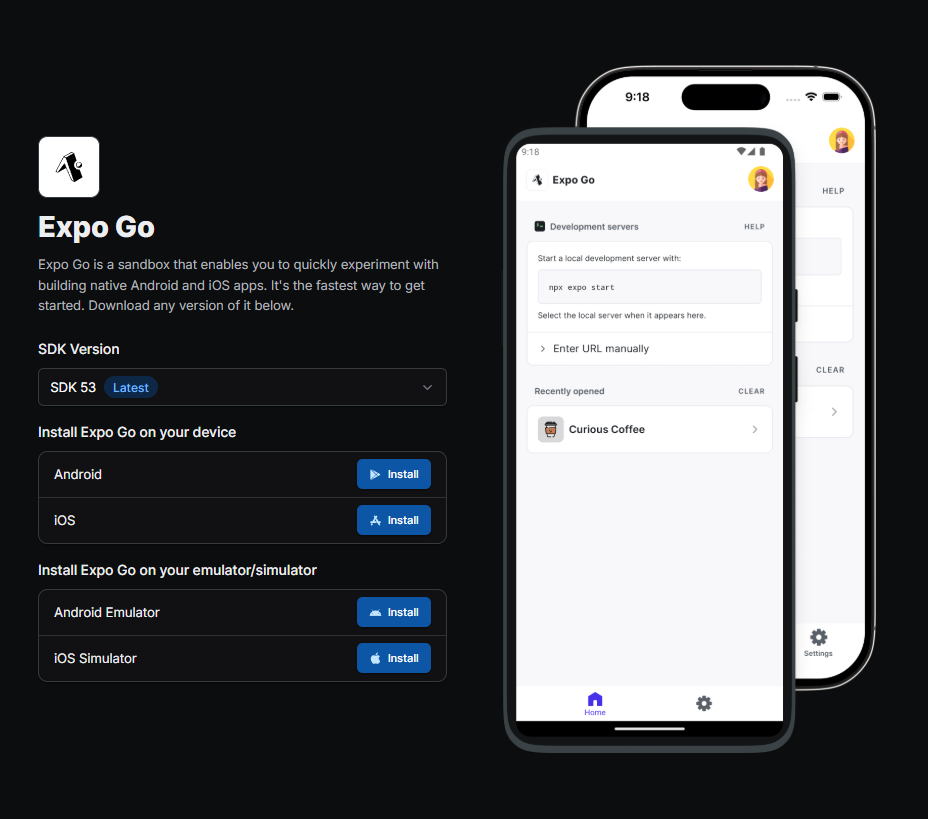 Expo Go
Expo Go is a sandbox that enables you to quickly experiment with
building native Android and iOS apps. It's the fastest way to get
started. Download any version of it below.
SDK Version
SDK 53 Latest
Install Expo Go on your device
Android Install
iOS Install
Install Expo Go on your emulator/simulator
Android Emulator Install
iOS Simulator Install
9:18
HELP
CLEAR
Settings
9:18
Expo Go
Development servers HELP
Start a local development server with:
npx expo start
Select the local server when it appears here.
Enter URL manually
Recently opened CLEAR
Curious Coffee
Home